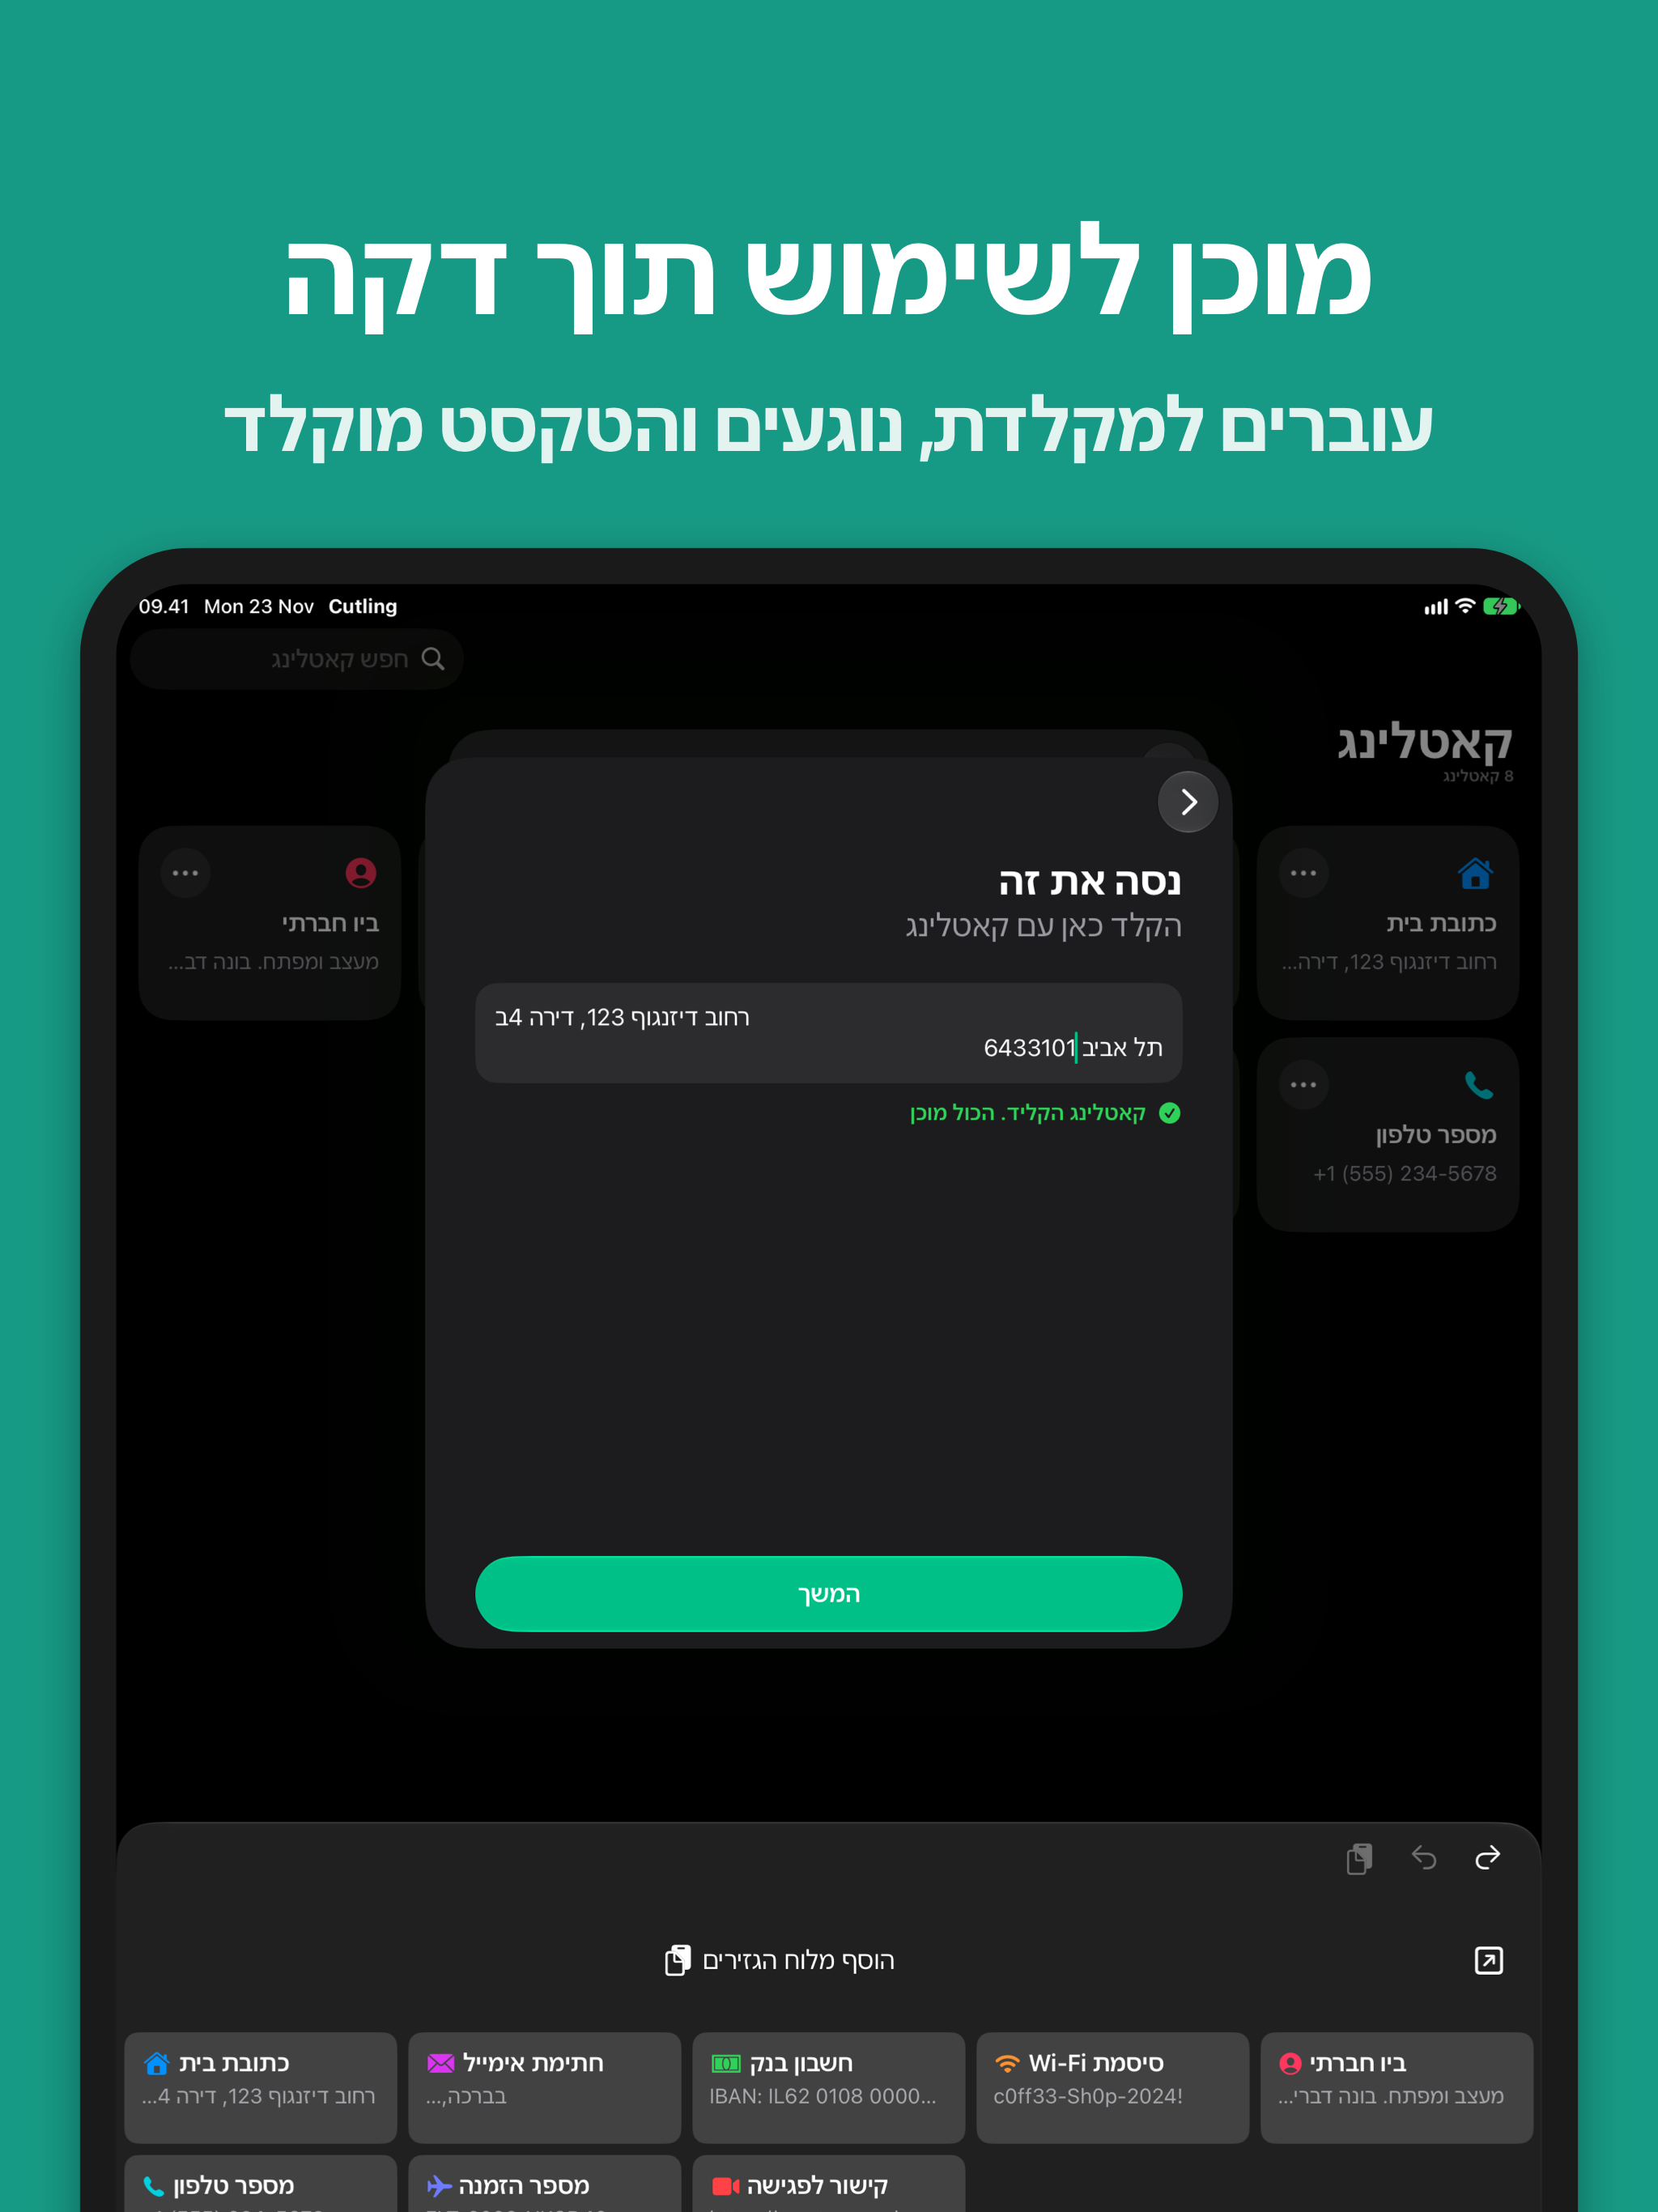 מוכן לשימוש תוך דקה
עוברים למקלדת, נוגעים והטקסט מוקלד
09.41 Mon 23 Nov Cutling
חפש קאטלינג
קאטלינג
8 קאטלינג
כתובת בית
רחוב דיזנגוף 123, דירה...
ביו חברתי
מעצב ומפתח. בונה דב...
מספר טלפון
+1 (555) 234-5678
נסה את זה
הקלד כאן עם קאטלינג
רחוב דיזנגוף 123, דירה 4ב
תל אביב 6433101
קאטלינג הקליד. הכול מוכן
המשך
הוסף מלוח הגזירים
ביו חברתי
מעצב ומפתח. בונה דברי...
סיסמת Wi-Fi
c0ff33-Sh0p-2024!
חשבון בנק
IBAN: IL62 0108 0000...
חתימת אימייל
בברכה,...
כתובת בית
רחוב דיזנגוף 123, דירה 4...
קישור לפגישה
מספר הזמנה
מספר טלפון